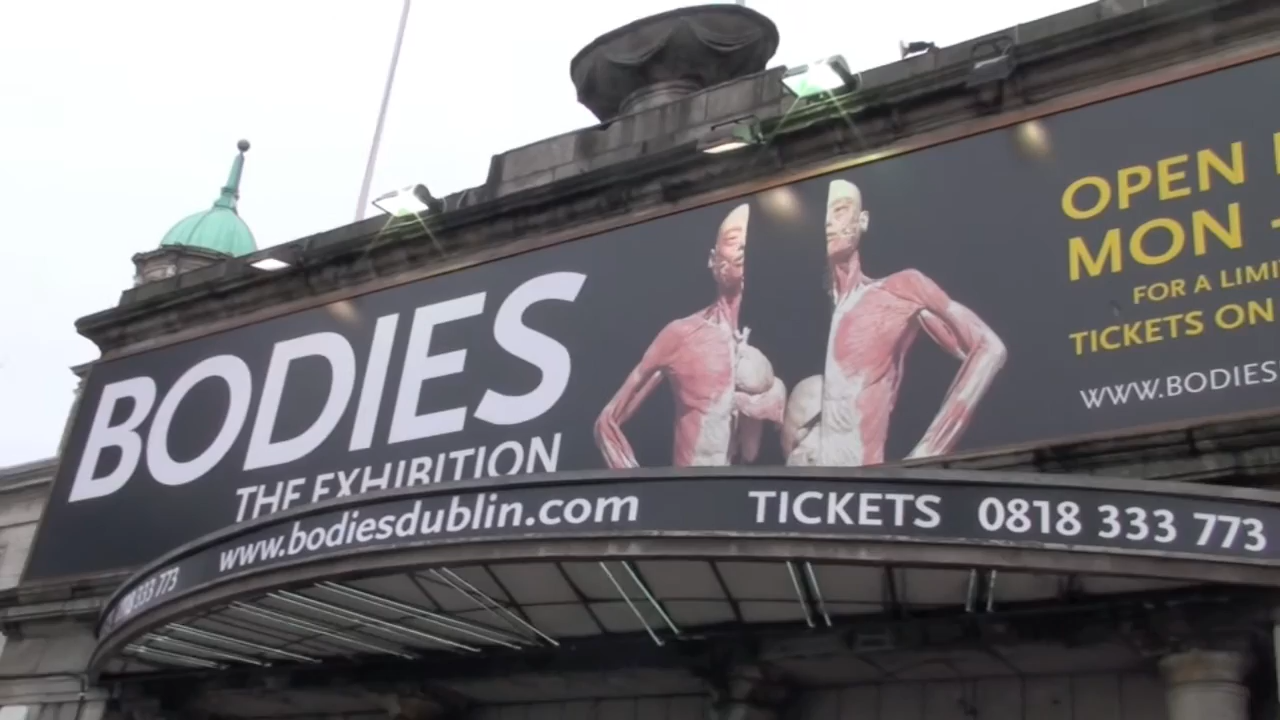 BODIES
THE EXHIBITION
OPEN
MON -
FOR A
TICKETS ON
WWW.BODIES
www.bodiesdublin.com TICKETS 0818 333 773
333 773